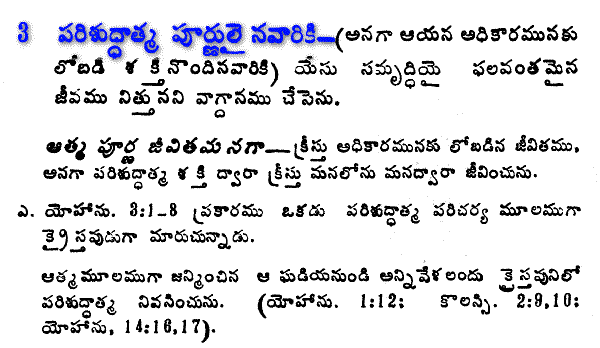 3 పరిశుద్ధాత్మ పూర్ణులైనవారికి—(అనగా ఆయన అధికారమునకు
లోబడి శక్తినొందినవారికి) యేసు సమృద్ధియై ఫలవంతమైన
జీవము నిత్తునని వాగ్దానము చేసెను.
ఆత్మ పూర్ణ జీవితమనగా—క్రీస్తు అధికారమునకు లోబడిన జీవితము,
అనగా పరిశుద్ధాత్మ శక్తి ద్వారా క్రీస్తు మనలోను మనద్వారా జీవించును.
ఎ. యోహాను. 3:1-8 ప్రకారము ఒకడు పరిశుద్ధాత్మ పరిచర్య మూలముగా
క్రైస్తవుడుగా మారుచున్నాడు.
ఆత్మమూలముగా జన్మించిన ఆ ఘడియనుండి అన్నివేళలందు క్రైస్తవునిలో
పరిశుద్ధాత్మ నివసించును. (యోహాను. 1:12; కొలస్సి. 2:9,10;
యోహాను, 14:16,17).